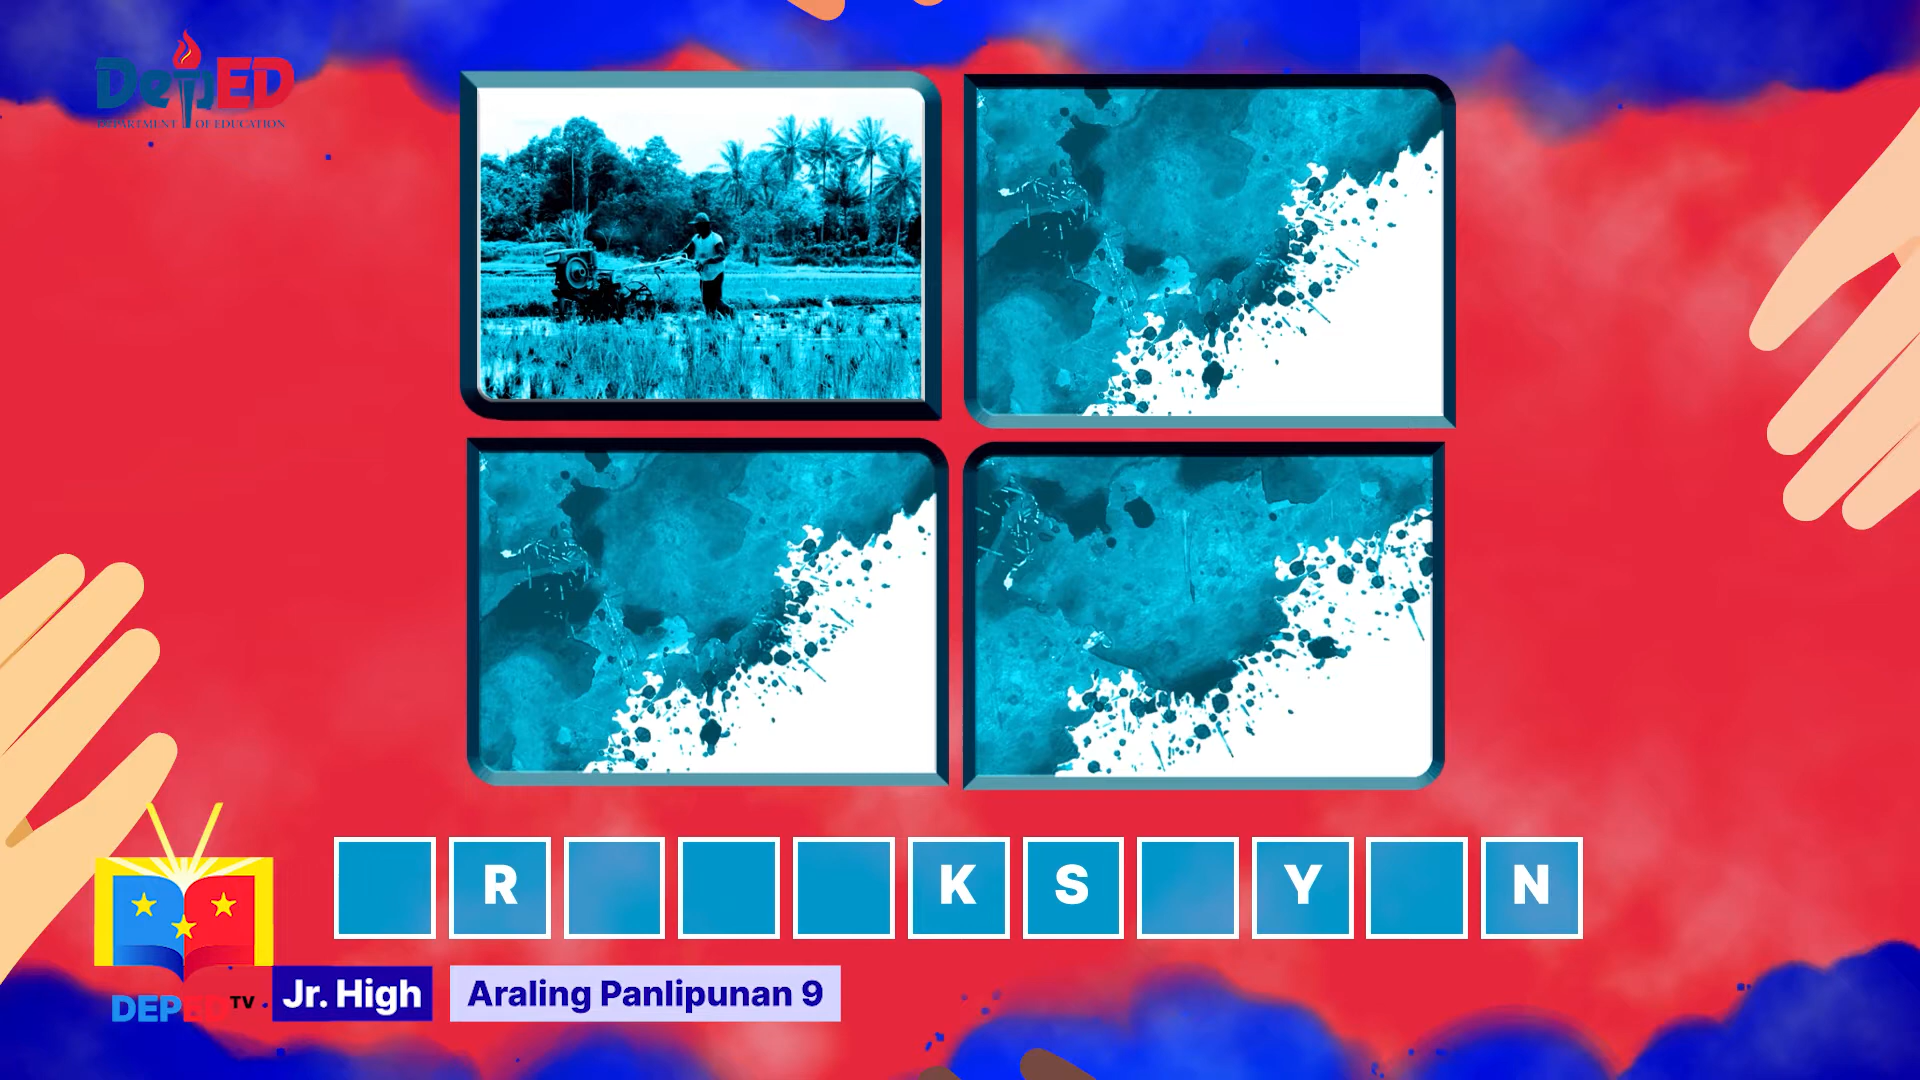 DepED
DEPARTMENT OF EDUCATION
R K S Y N
DEPED TV
Jr. High
Araling Panlipunan 9